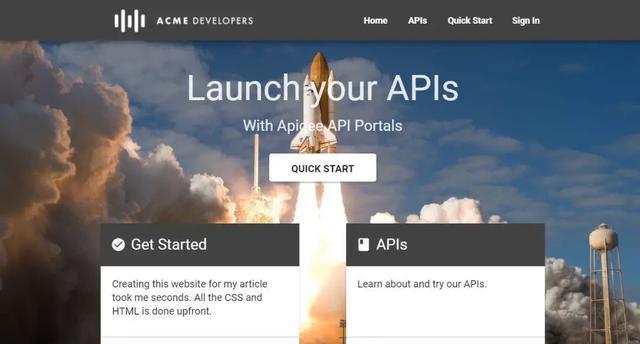 ACME DEVELOPERS
Home APIs Quick Start Sign In
Launch your APIs
With Apigee API Portals
QUICK START
Get Started
APIs
Creating this website for my article
took me seconds. All the CSS and
HTML is done upfront.
Learn about and try our APIs.